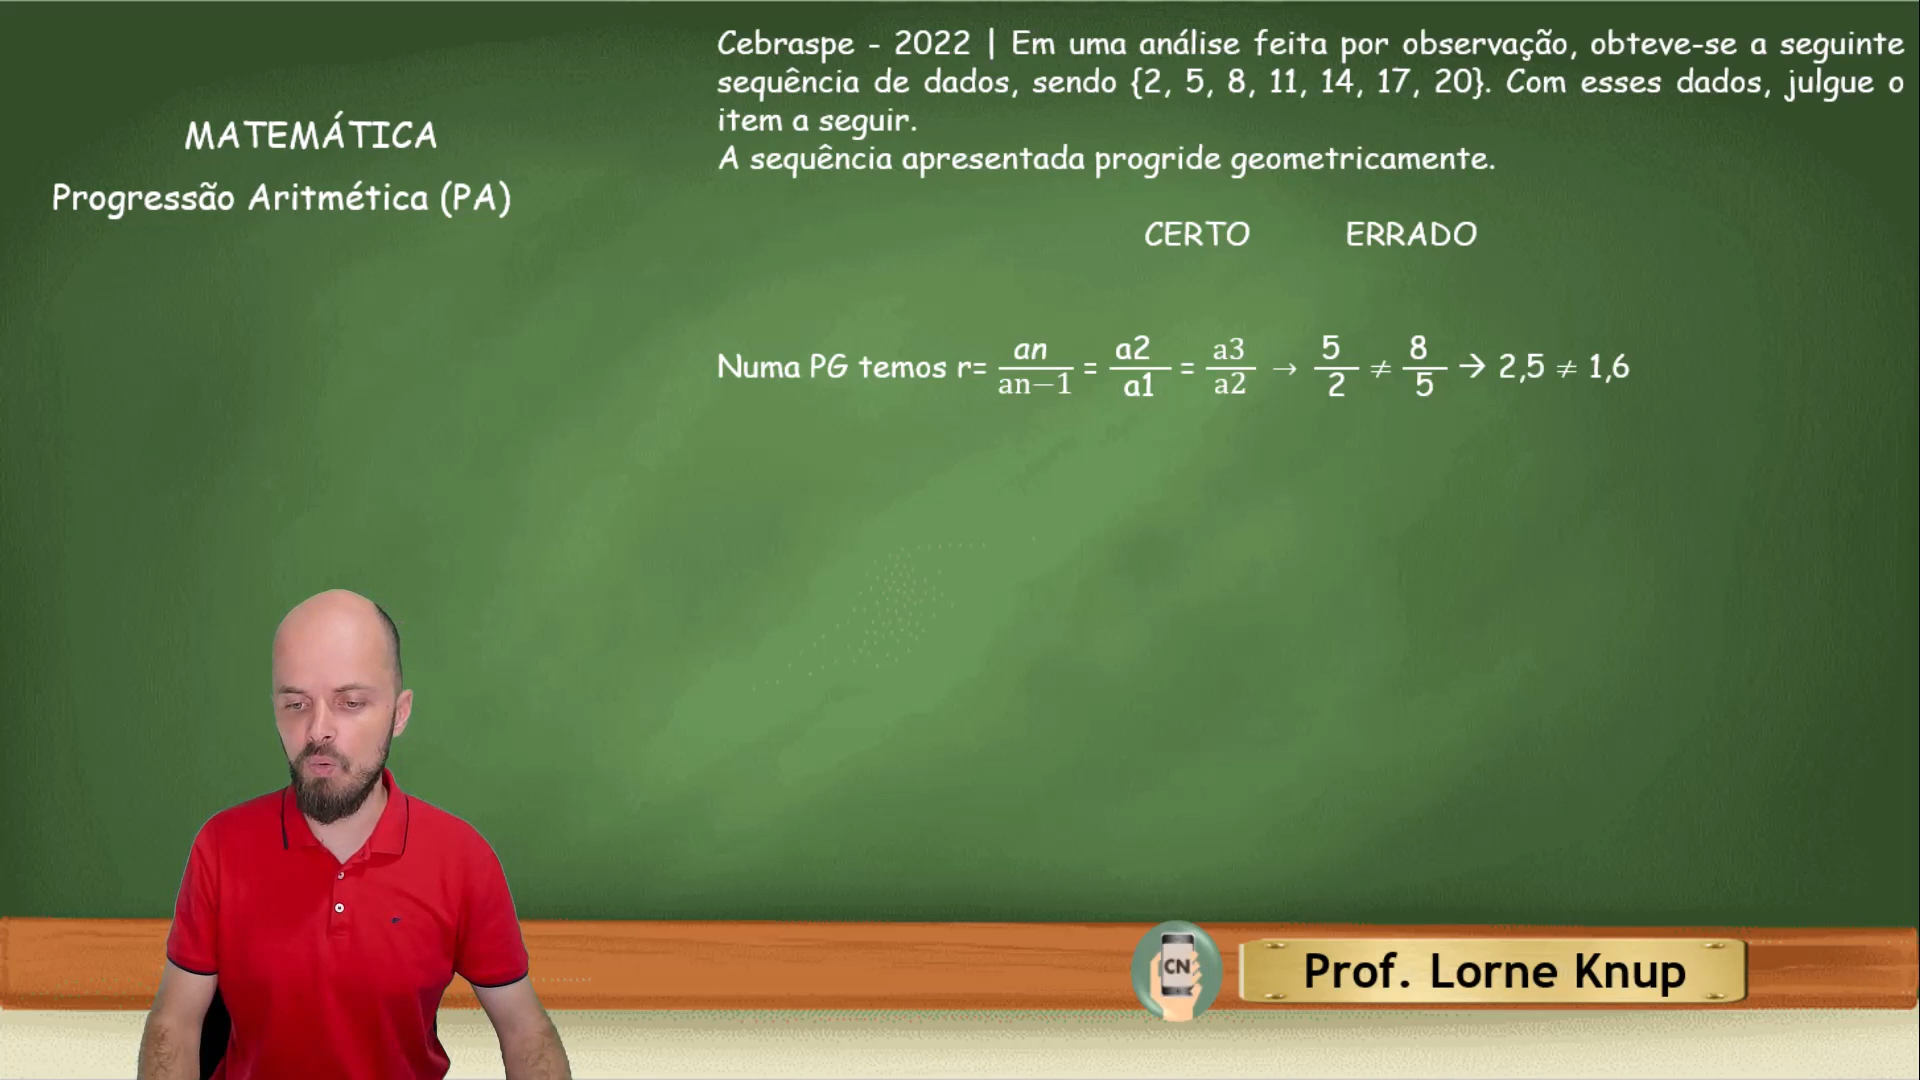 Cebraspe - 2022 | Em uma análise feita por observação, obteve-se a seguinte
sequência de dados, sendo {2, 5, 8, 11, 14, 17, 20}. Com esses dados, julgue o
item a seguir.
A sequência apresentada progride geometricamente.
MATEMÁTICA
Progressão Aritmética (PA)
CERTO ERRADO
Numa PG temos r= an/an−1 = a2/a1 = a3/a2 → 5/2 ≠ 8/5 → 2,5 ≠ 1,6
CN
Prof. Lorne Knup